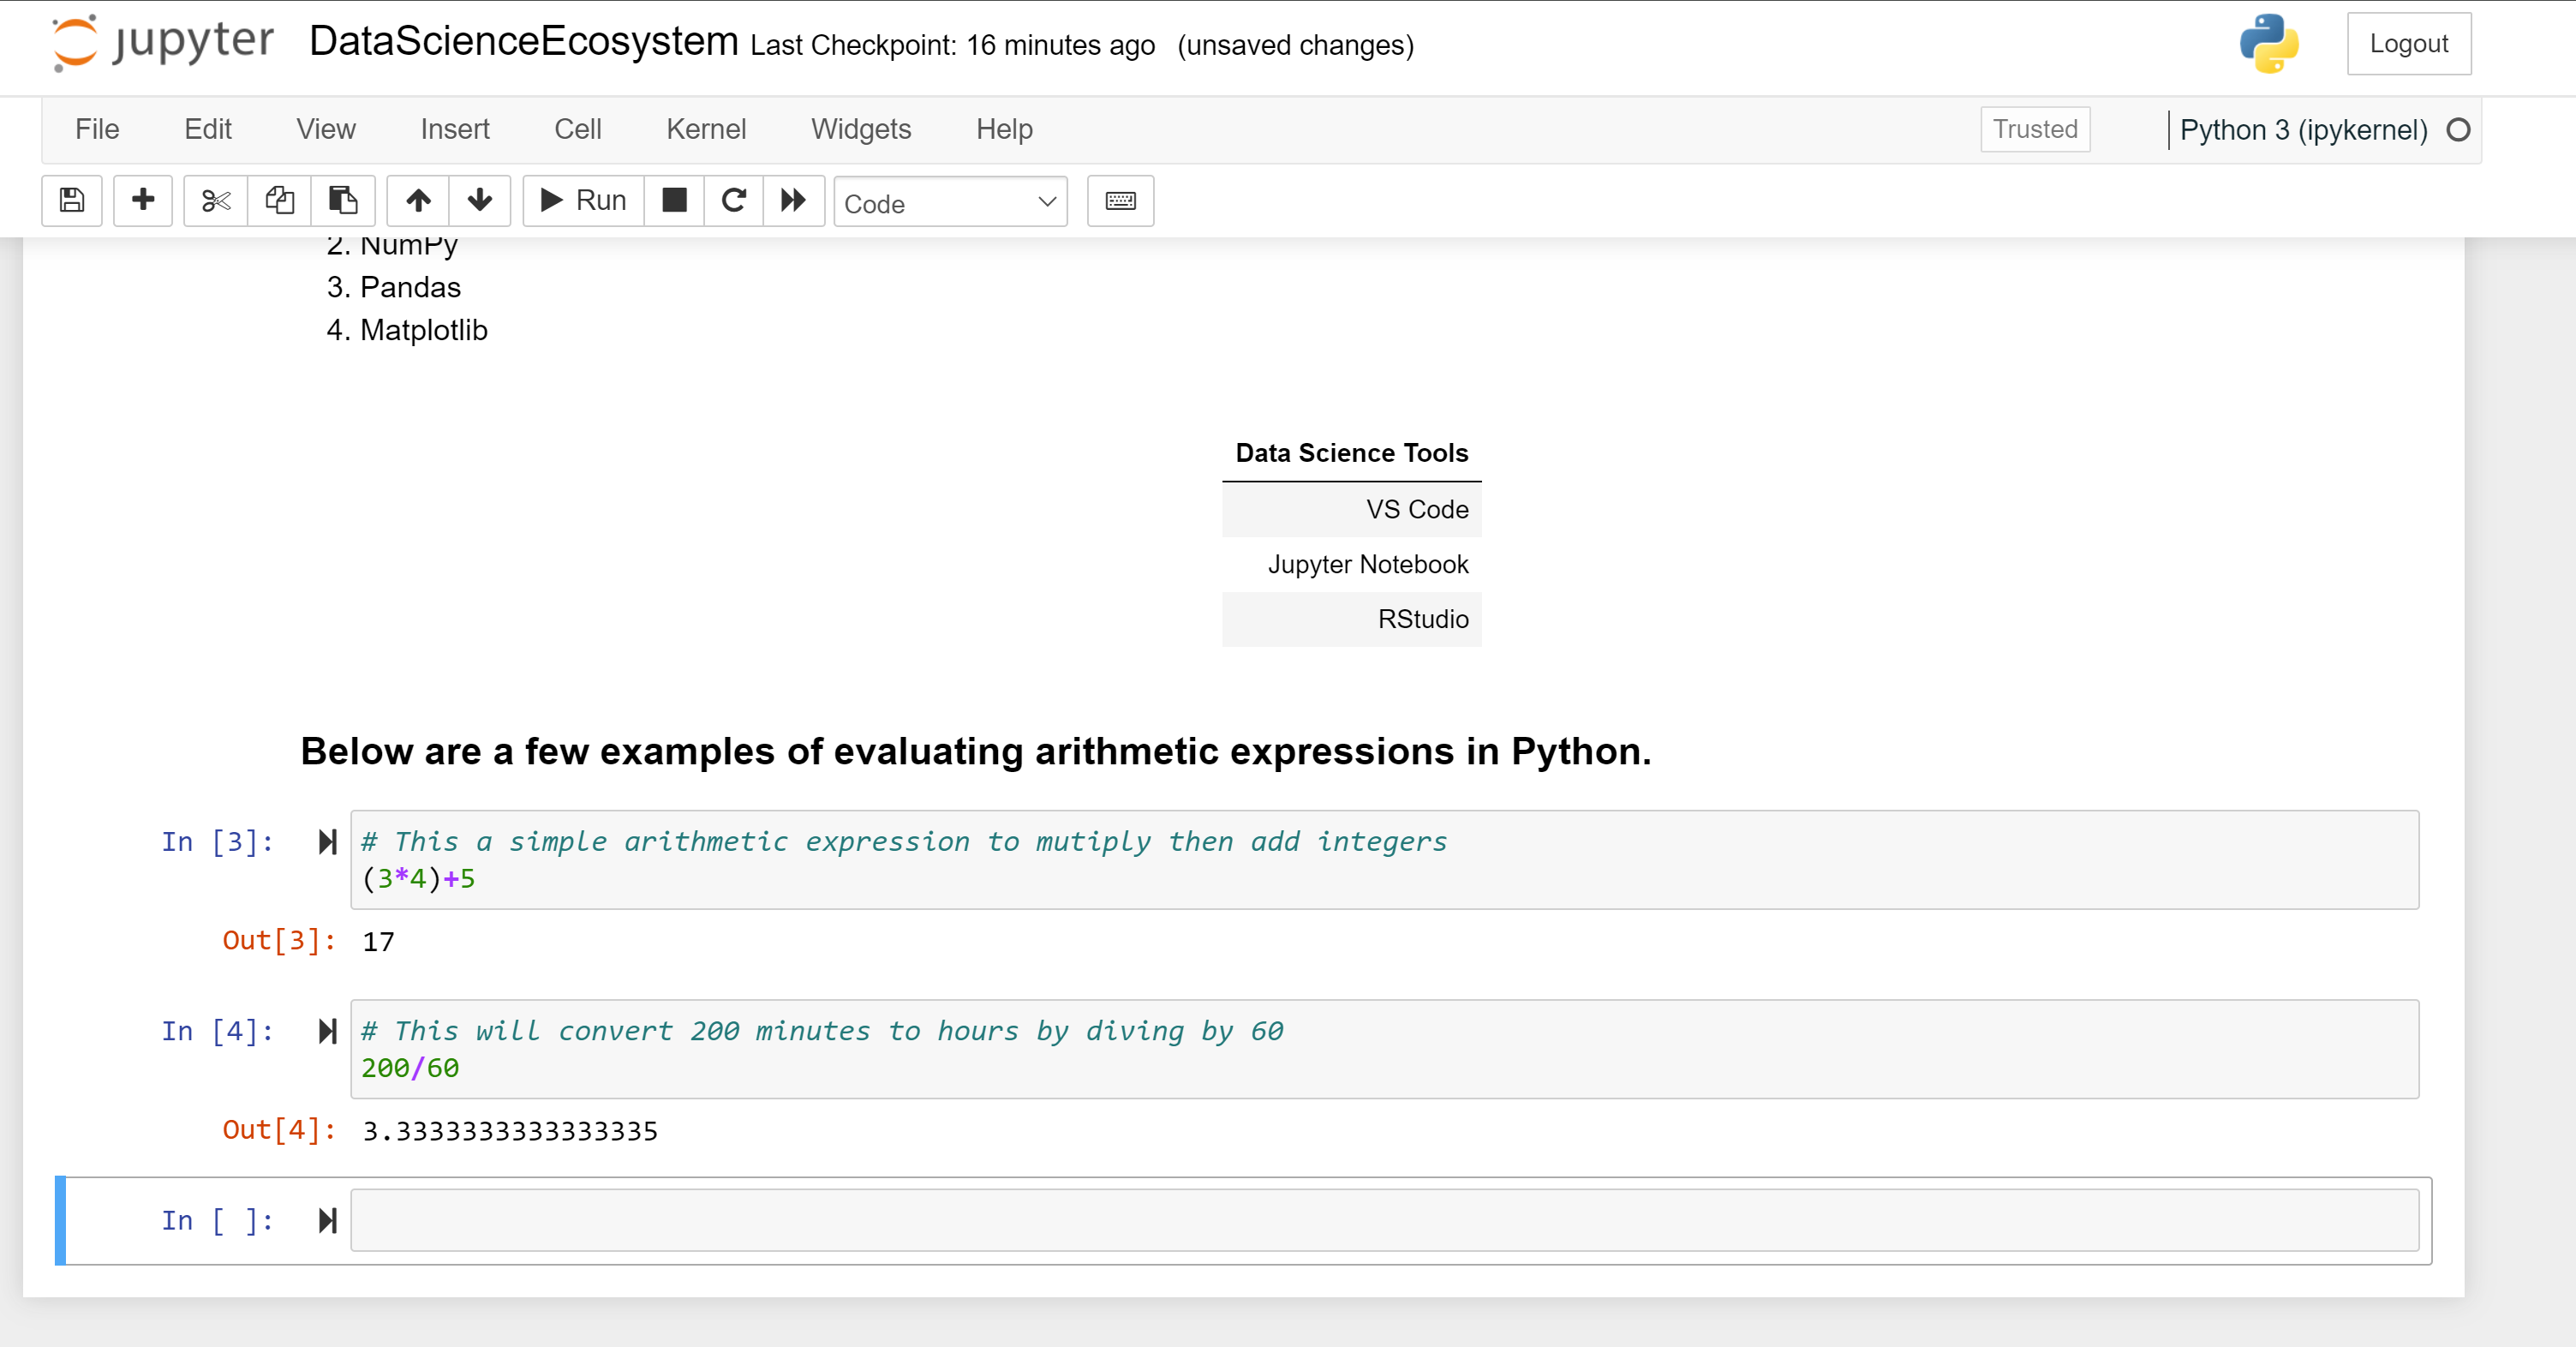 jupyter DataScienceEcosystem Last Checkpoint: 16 minutes ago (unsaved changes) Logout
File Edit View Insert Cell Kernel Widgets Help Trusted Python 3 (ipykernel)
Run Code
2. NumPy
3. Pandas
4. Matplotlib
Data Science Tools
VS Code
Jupyter Notebook
RStudio
Below are a few examples of evaluating arithmetic expressions in Python.
In [3]: # This a simple arithmetic expression to mutiply then add integers
(3*4)+5
Out[3]: 17
In [4]: # This will convert 200 minutes to hours by diving by 60
200/60
Out[4]: 3.3333333333333335
In [ ]: